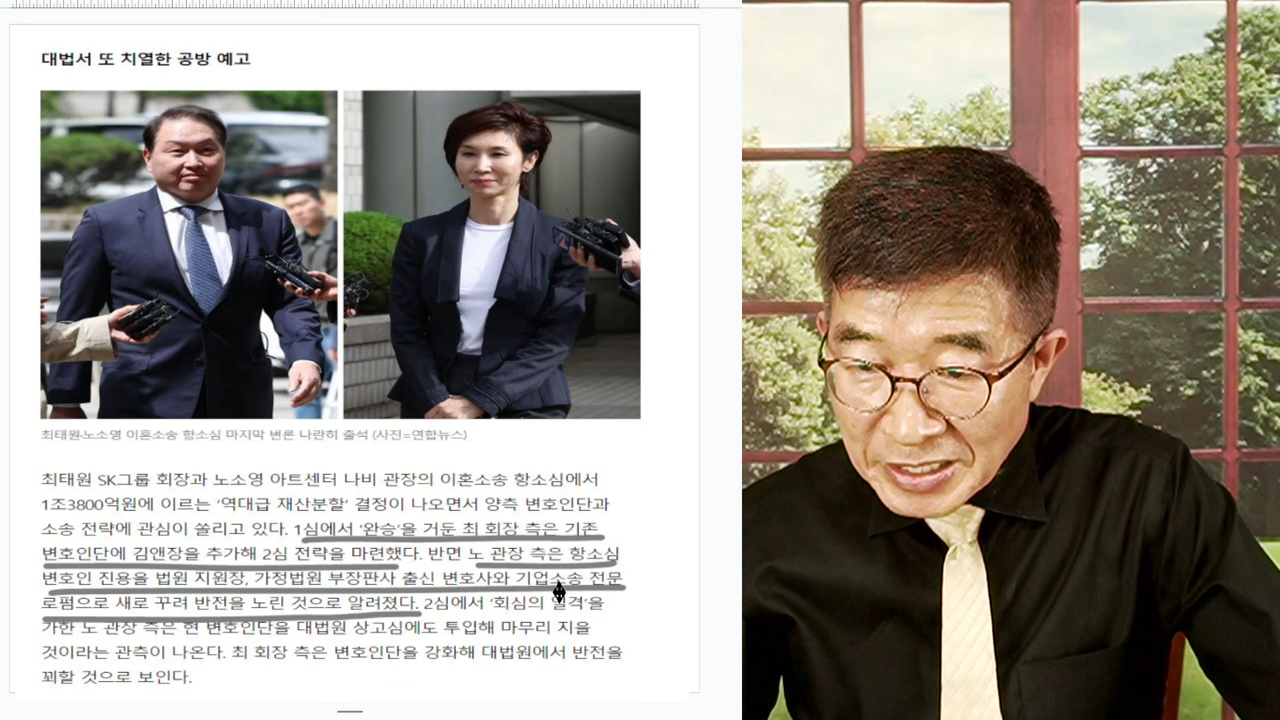 대법서 또 치열한 공방 예고
최태원·노소영 이혼소송 항소심 마지막 변론 나란히 출석 (사진=연합뉴스)
최태원 SK그룹 회장과 노소영 아트센터 나비 관장의 이혼소송 항소심에서
1조3800억원에 이르는 '역대급 재산분할' 결정이 나오면서 양측 변호인단과
소송 전략에 관심이 쏠리고 있다. 1심에서 '완승'을 거둔 최 회장 측은 기존
변호인단에 김앤장을 추가해 2심 전략을 마련했다. 반면 노 관장 측은 항소심
변호인 진용을 법원 지원장, 가정법원 부장판사 출신 변호사와 기업소송 전문
로펌으로 새로 꾸려 반전을 노린 것으로 알려졌다. 2심에서 '회심의 일격'을
가한 노 관장 측은 현 변호인단을 대법원 상고심에도 투입해 마무리 지을
것이라는 관측이 나온다. 최 회장 측은 변호인단을 강화해 대법원에서 반전을
꾀할 것으로 보인다.